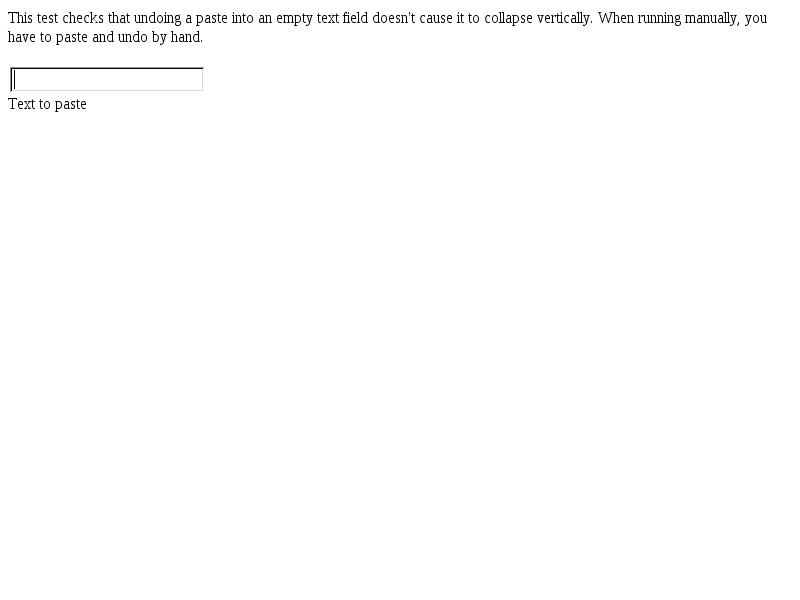 This test checks that undoing a paste into an empty text field doesn't cause it to collapse vertically. When running manually, you
have to paste and undo by hand.
Text to paste